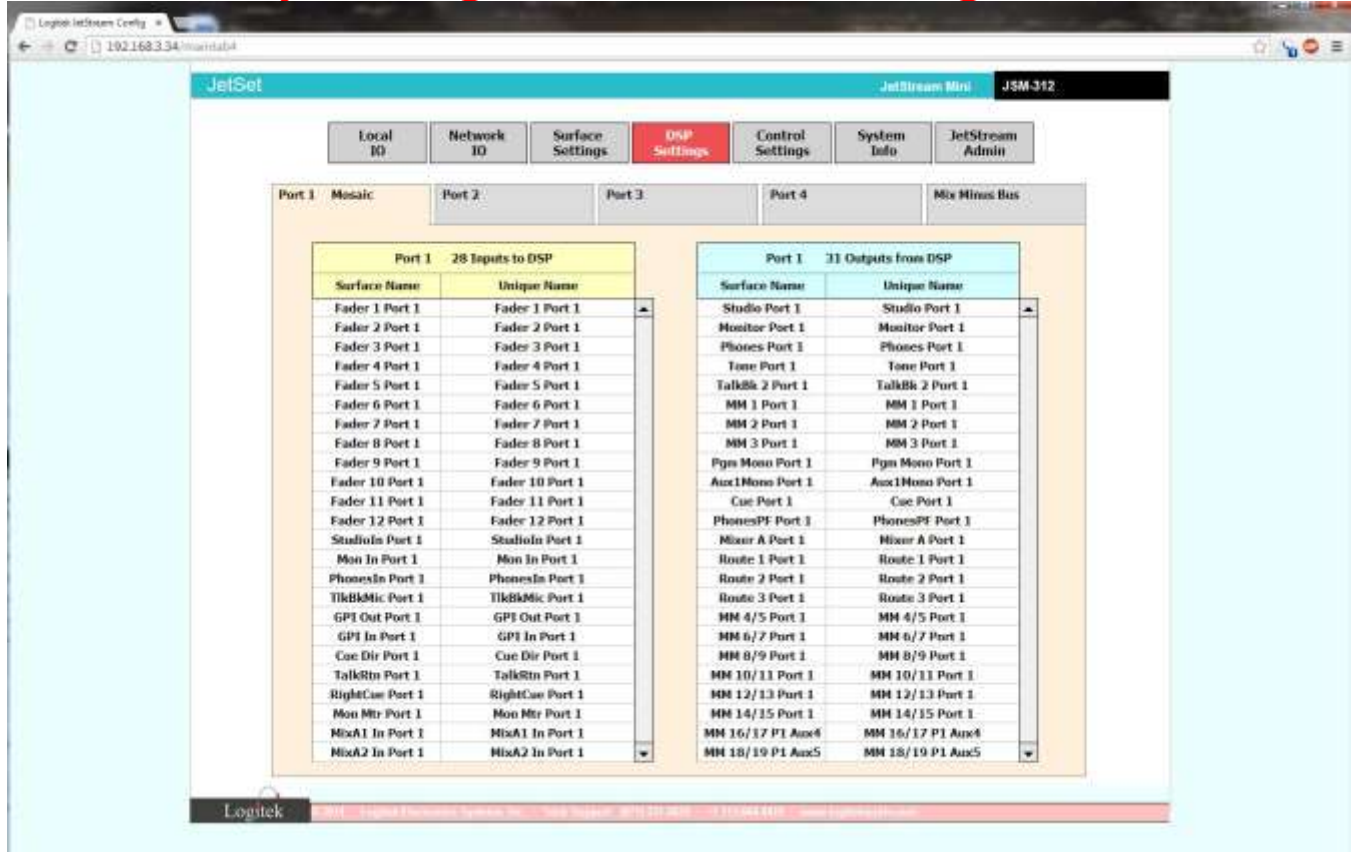 Logitek JetStream Config
192.168.3.34/maintab4
JetSet
JetStream Mini
JSM-312
Local IO
Network IO
Surface Settings
DSP Settings
Control Settings
System Info
JetStream Admin
Port 1 Mosaic
Port 2
Port 3
Port 4
Mix Minus Bus
Port 1 28 Inputs to DSP
Surface Name Unique Name
Fader 1 Port 1 Fader 1 Port 1
Fader 2 Port 1 Fader 2 Port 1
Fader 3 Port 1 Fader 3 Port 1
Fader 4 Port 1 Fader 4 Port 1
Fader 5 Port 1 Fader 5 Port 1
Fader 6 Port 1 Fader 6 Port 1
Fader 7 Port 1 Fader 7 Port 1
Fader 8 Port 1 Fader 8 Port 1
Fader 9 Port 1 Fader 9 Port 1
Fader 10 Port 1 Fader 10 Port 1
Fader 11 Port 1 Fader 11 Port 1
Fader 12 Port 1 Fader 12 Port 1
StudioIn Port 1 StudioIn Port 1
Mon In Port 1 Mon In Port 1
PhonesIn Port 1 PhonesIn Port 1
TlkBkMic Port 1 TlkBkMic Port 1
GPI Out Port 1 GPI Out Port 1
GPI In Port 1 GPI In Port 1
Cue Dir Port 1 Cue Dir Port 1
TalkRtn Port 1 TalkRtn Port 1
RightCue Port 1 RightCue Port 1
Mon Mtr Port 1 Mon Mtr Port 1
MixA1 In Port 1 MixA1 In Port 1
MixA2 In Port 1 MixA2 In Port 1
Port 1 31 Outputs from DSP
Surface Name Unique Name
Studio Port 1 Studio Port 1
Monitor Port 1 Monitor Port 1
Phones Port 1 Phones Port 1
Tone Port 1 Tone Port 1
TalkBk 2 Port 1 TalkBk 2 Port 1
MM 1 Port 1 MM 1 Port 1
MM 2 Port 1 MM 2 Port 1
MM 3 Port 1 MM 3 Port 1
Pgm Mono Port 1 Pgm Mono Port 1
Aux1Mono Port 1 Aux1Mono Port 1
Cue Port 1 Cue Port 1
PhonesPF Port 1 PhonesPF Port 1
Mixer A Port 1 Mixer A Port 1
Route 1 Port 1 Route 1 Port 1
Route 2 Port 1 Route 2 Port 1
Route 3 Port 1 Route 3 Port 1
MM 4/5 Port 1 MM 4/5 Port 1
MM 6/7 Port 1 MM 6/7 Port 1
MM 8/9 Port 1 MM 8/9 Port 1
MM 10/11 Port 1 MM 10/11 Port 1
MM 12/13 Port 1 MM 12/13 Port 1
MM 14/15 Port 1 MM 14/15 Port 1
MM 16/17 P1 Aux4 MM 16/17 P1 Aux4
MM 18/19 P1 Aux5 MM 18/19 P1 Aux5
Logitek